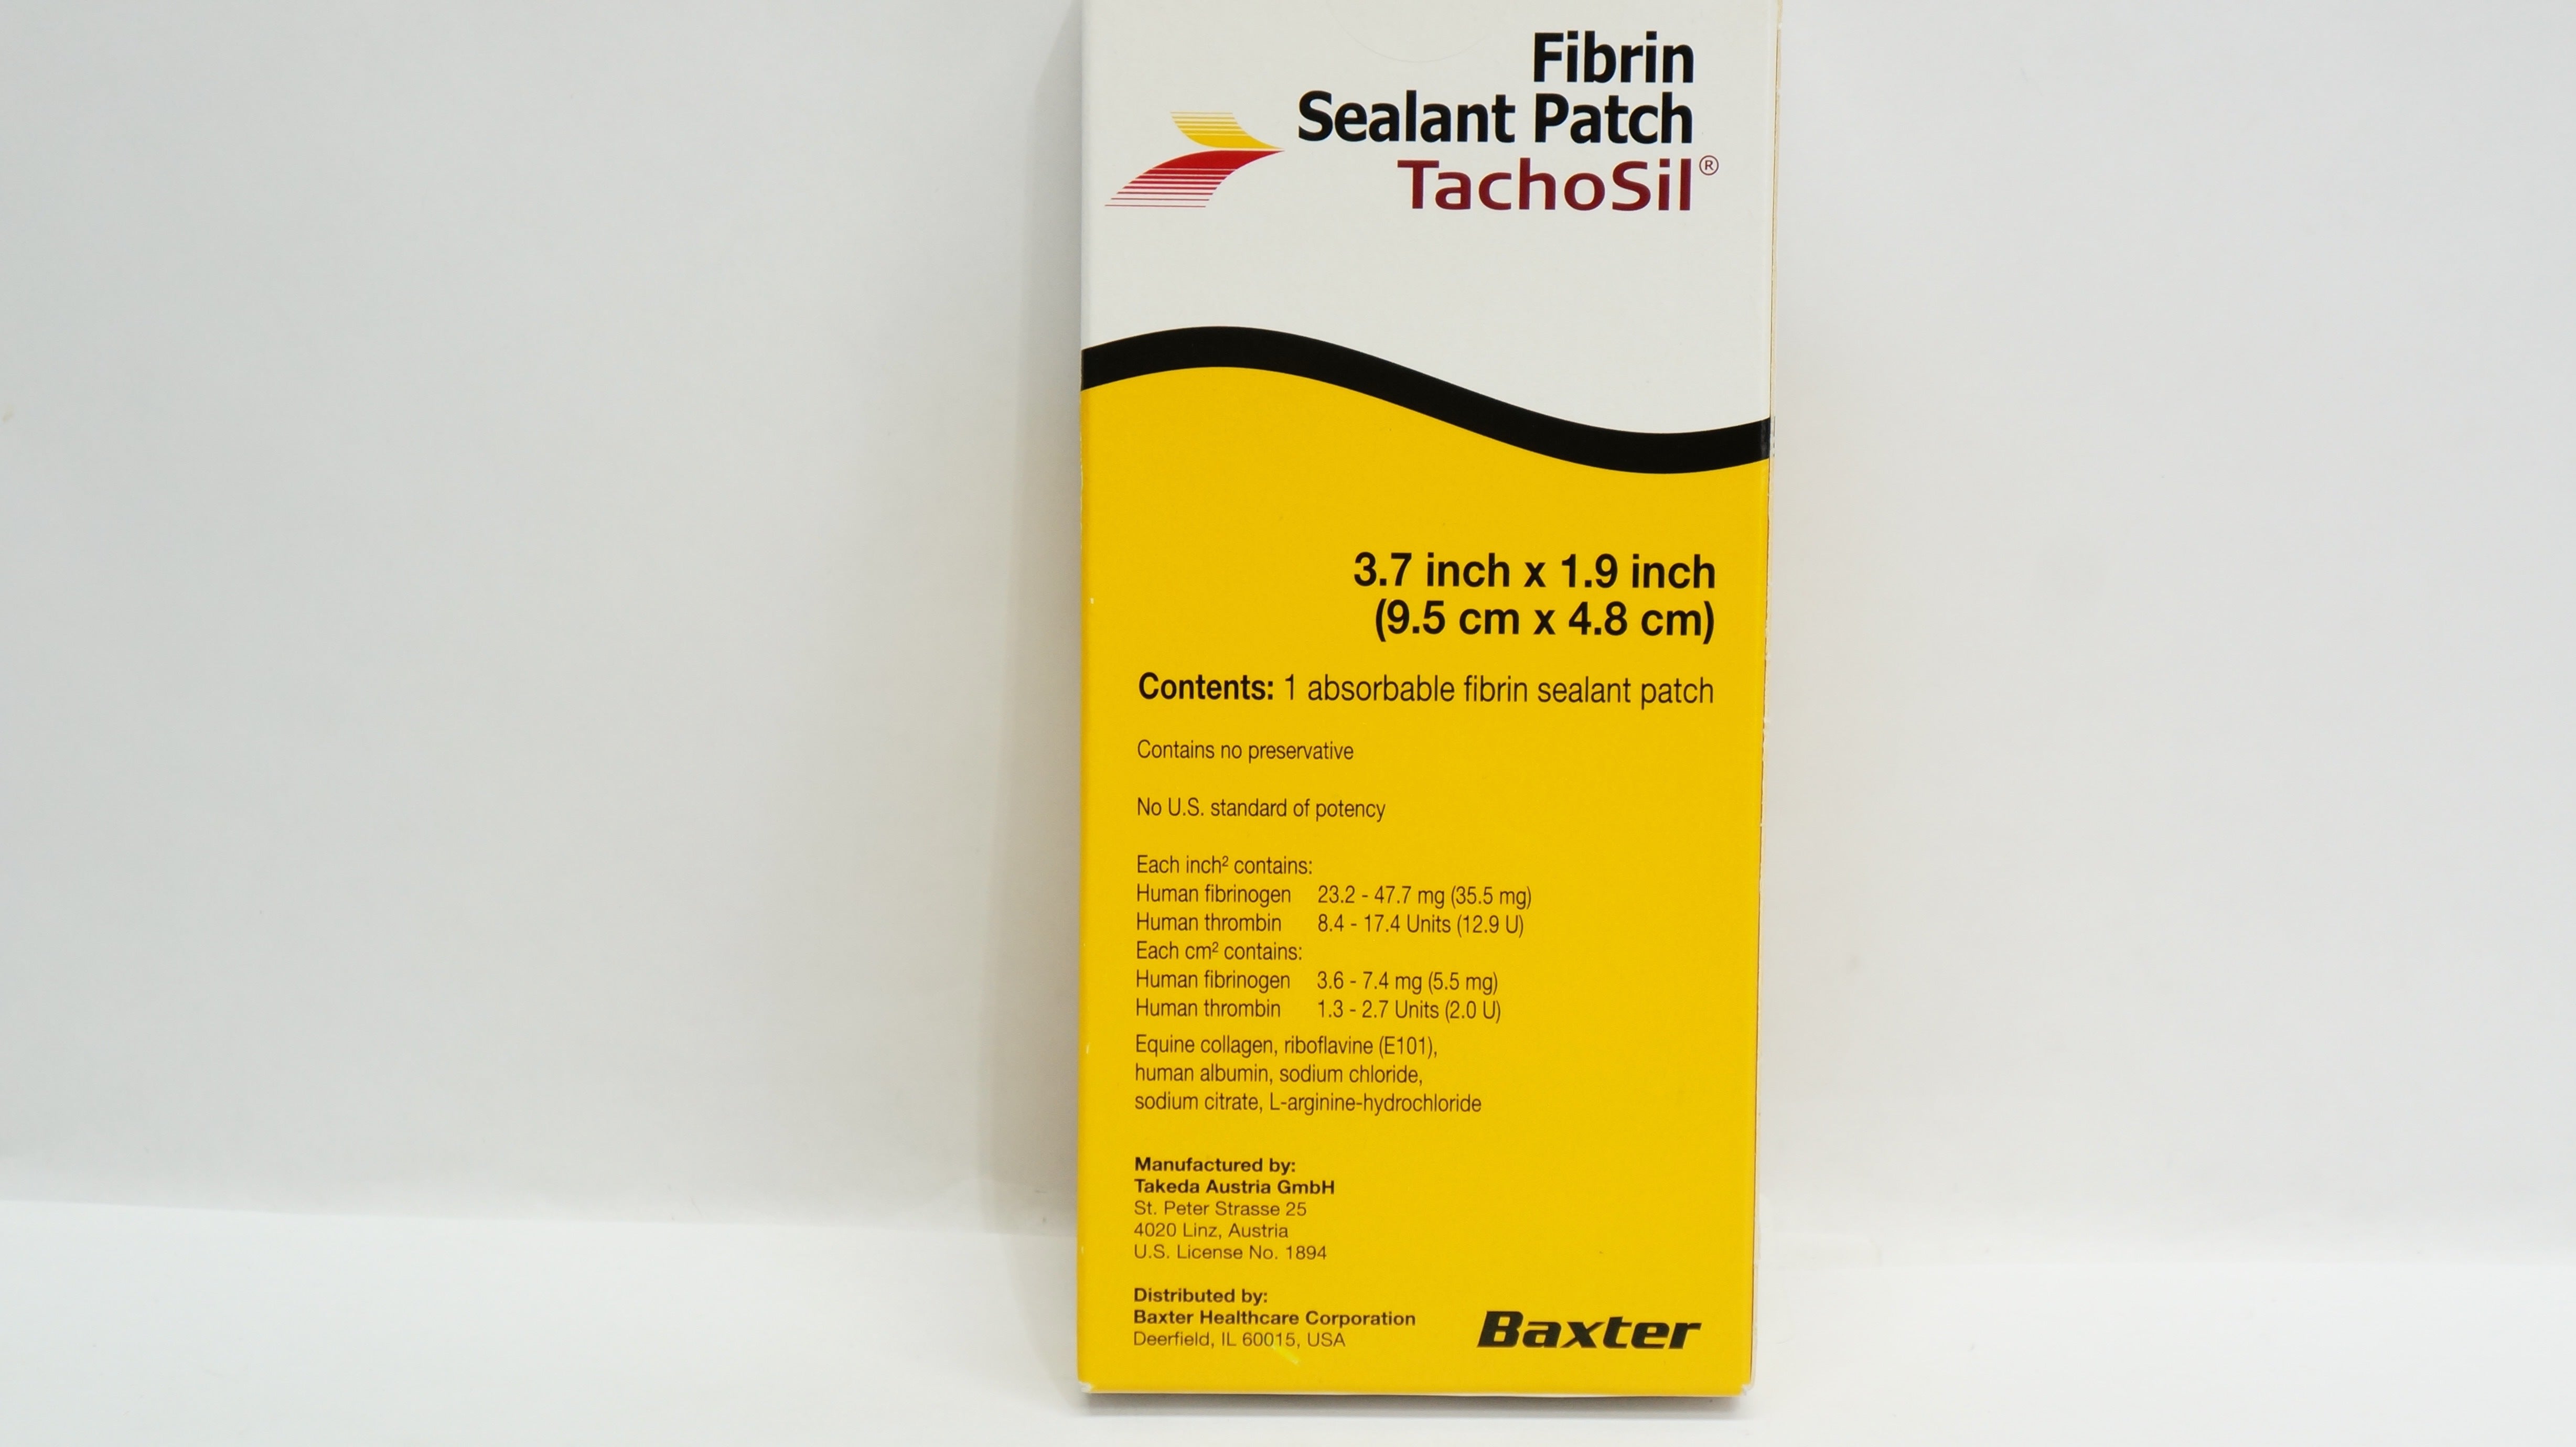 Fibrin
Sealant Patch
TachoSil®
3.7 inch x 1.9 inch
(9.5 cm x 4.8 cm)
Contents: 1 absorbable fibrin sealant patch
Contains no preservative
No U.S. standard of potency
Each inch² contains:
Human fibrinogen 23.2 - 47.7 mg (35.5 mg)
Human thrombin 8.4 - 17.4 Units (12.9 U)
Each cm² contains:
Human fibrinogen 3.6 - 7.4 mg (5.5 mg)
Human thrombin 1.3 - 2.7 Units (2.0 U)
Equine collagen, riboflavine (E101),
human albumin, sodium chloride,
sodium citrate, L-arginine-hydrochloride
Manufactured by:
Takeda Austria GmbH
St. Peter Strasse 25
4020 Linz, Austria
U.S. License No. 1894
Distributed by:
Baxter Healthcare Corporation
Deerfield, IL 60015, USA
Baxter